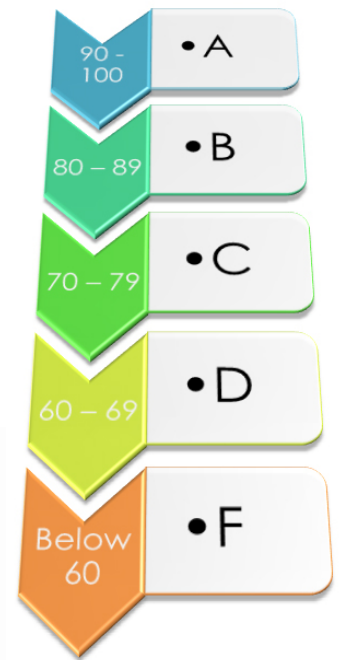 90 -
100
• A
80 – 89
• B
70 – 79
• C
60 – 69
• D
Below
60
• F